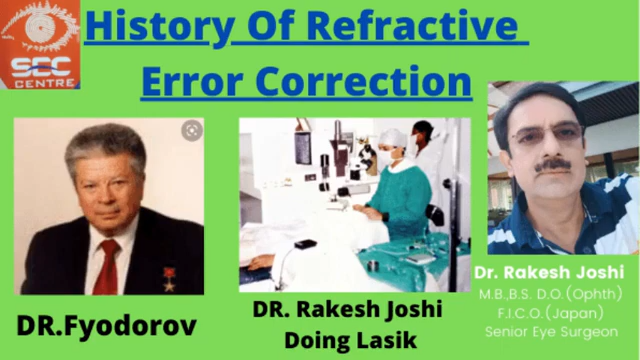 History Of Refractive
Error Correction
SEC
CENTRE
DR.Fyodorov
DR. Rakesh Joshi
Doing Lasik
Dr. Rakesh Joshi
M.B.,B.S. D.O.(Ophth)
F.I.C.O.(Japan)
Senior Eye Surgeon